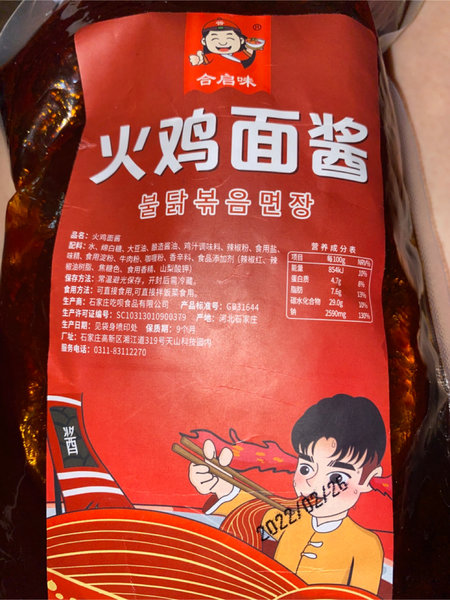 合启味
®
火鸡面酱
불닭볶음면장
品名：火鸡面酱
配料：水、绵白糖、大豆油、酿造酱油、鸡汁调味料、辣椒粉、食用盐、
味精、食用淀粉、牛肉粉、咖喱粉、香辛料、食品添加剂（辣椒红、辣
椒油树脂、焦糖色、食用香精、山梨酸钾）
保存方法：常温避光保存，开封后需冷藏。
食用方法：可直接食用，可直接拌饭菜食用。
生产商：石家庄吃呗食品有限公司 产品标准号：GB31644
生产许可证编号：SC10313010900379 产地：河北石家庄
生产日期：见袋身喷印处 保质期：9个月
厂址：石家庄高新区湘江道319号天山科技园内
服务电话：0311-83112270
营养成分表
项目 每100g NRV%
能量 854kJ 10%
蛋白质 4.7g 8%
脂肪 7.6g 13%
碳水化合物 29.0g 10%
钠 2590mg 130%
酱
2022/02/26